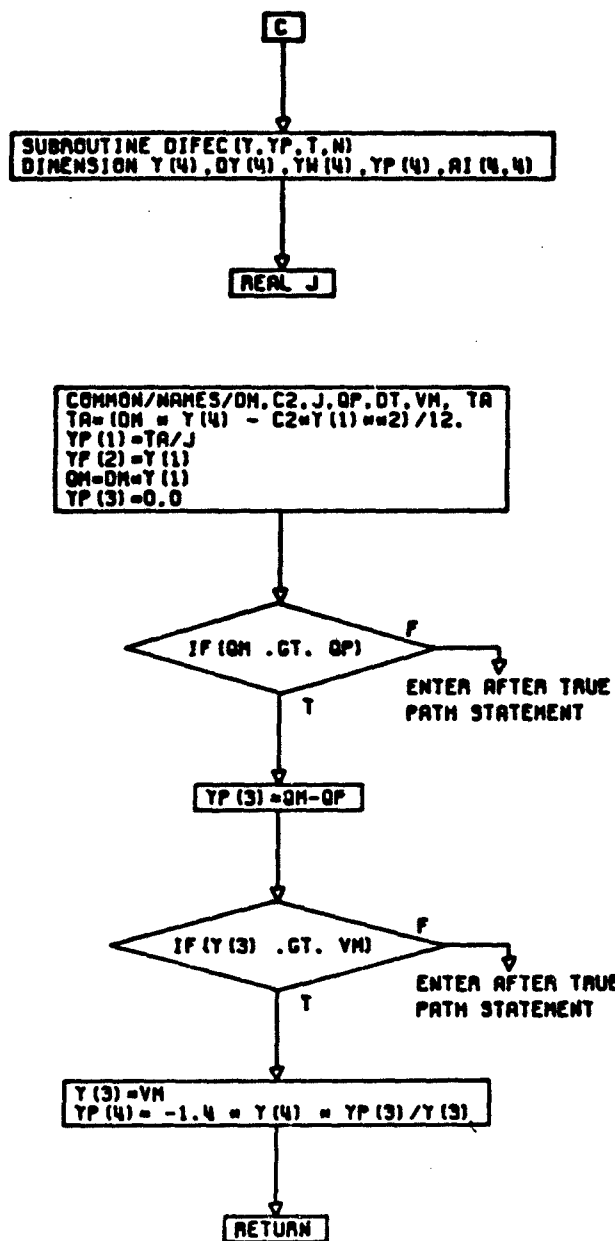 C
SUBROUTINE DIFEC(Y,YP,T,N)
DIMENSION Y(4),DY(4),YW(4),YP(4),AI(4,4)
REAL J
COMMON/NAMES/DM,C2,J,QP,DT,VM, TA
TA=(DM * Y(4) - C2*Y(1)**2)/12.
YP(1)=TA/J
YP(2)=Y(1)
QM=DM*Y(1)
YP(3)=0.0
IF(QM .GT. QP)
F
ENTER AFTER TRUE
PATH STATEMENT
T
YP(3)=QM-QP
IF(Y(3) .GT. VM)
F
ENTER AFTER TRUE
PATH STATEMENT
T
Y(3)=VM
YP(4)= -1.4 * Y(4) * YP(3)/Y(3)
RETURN